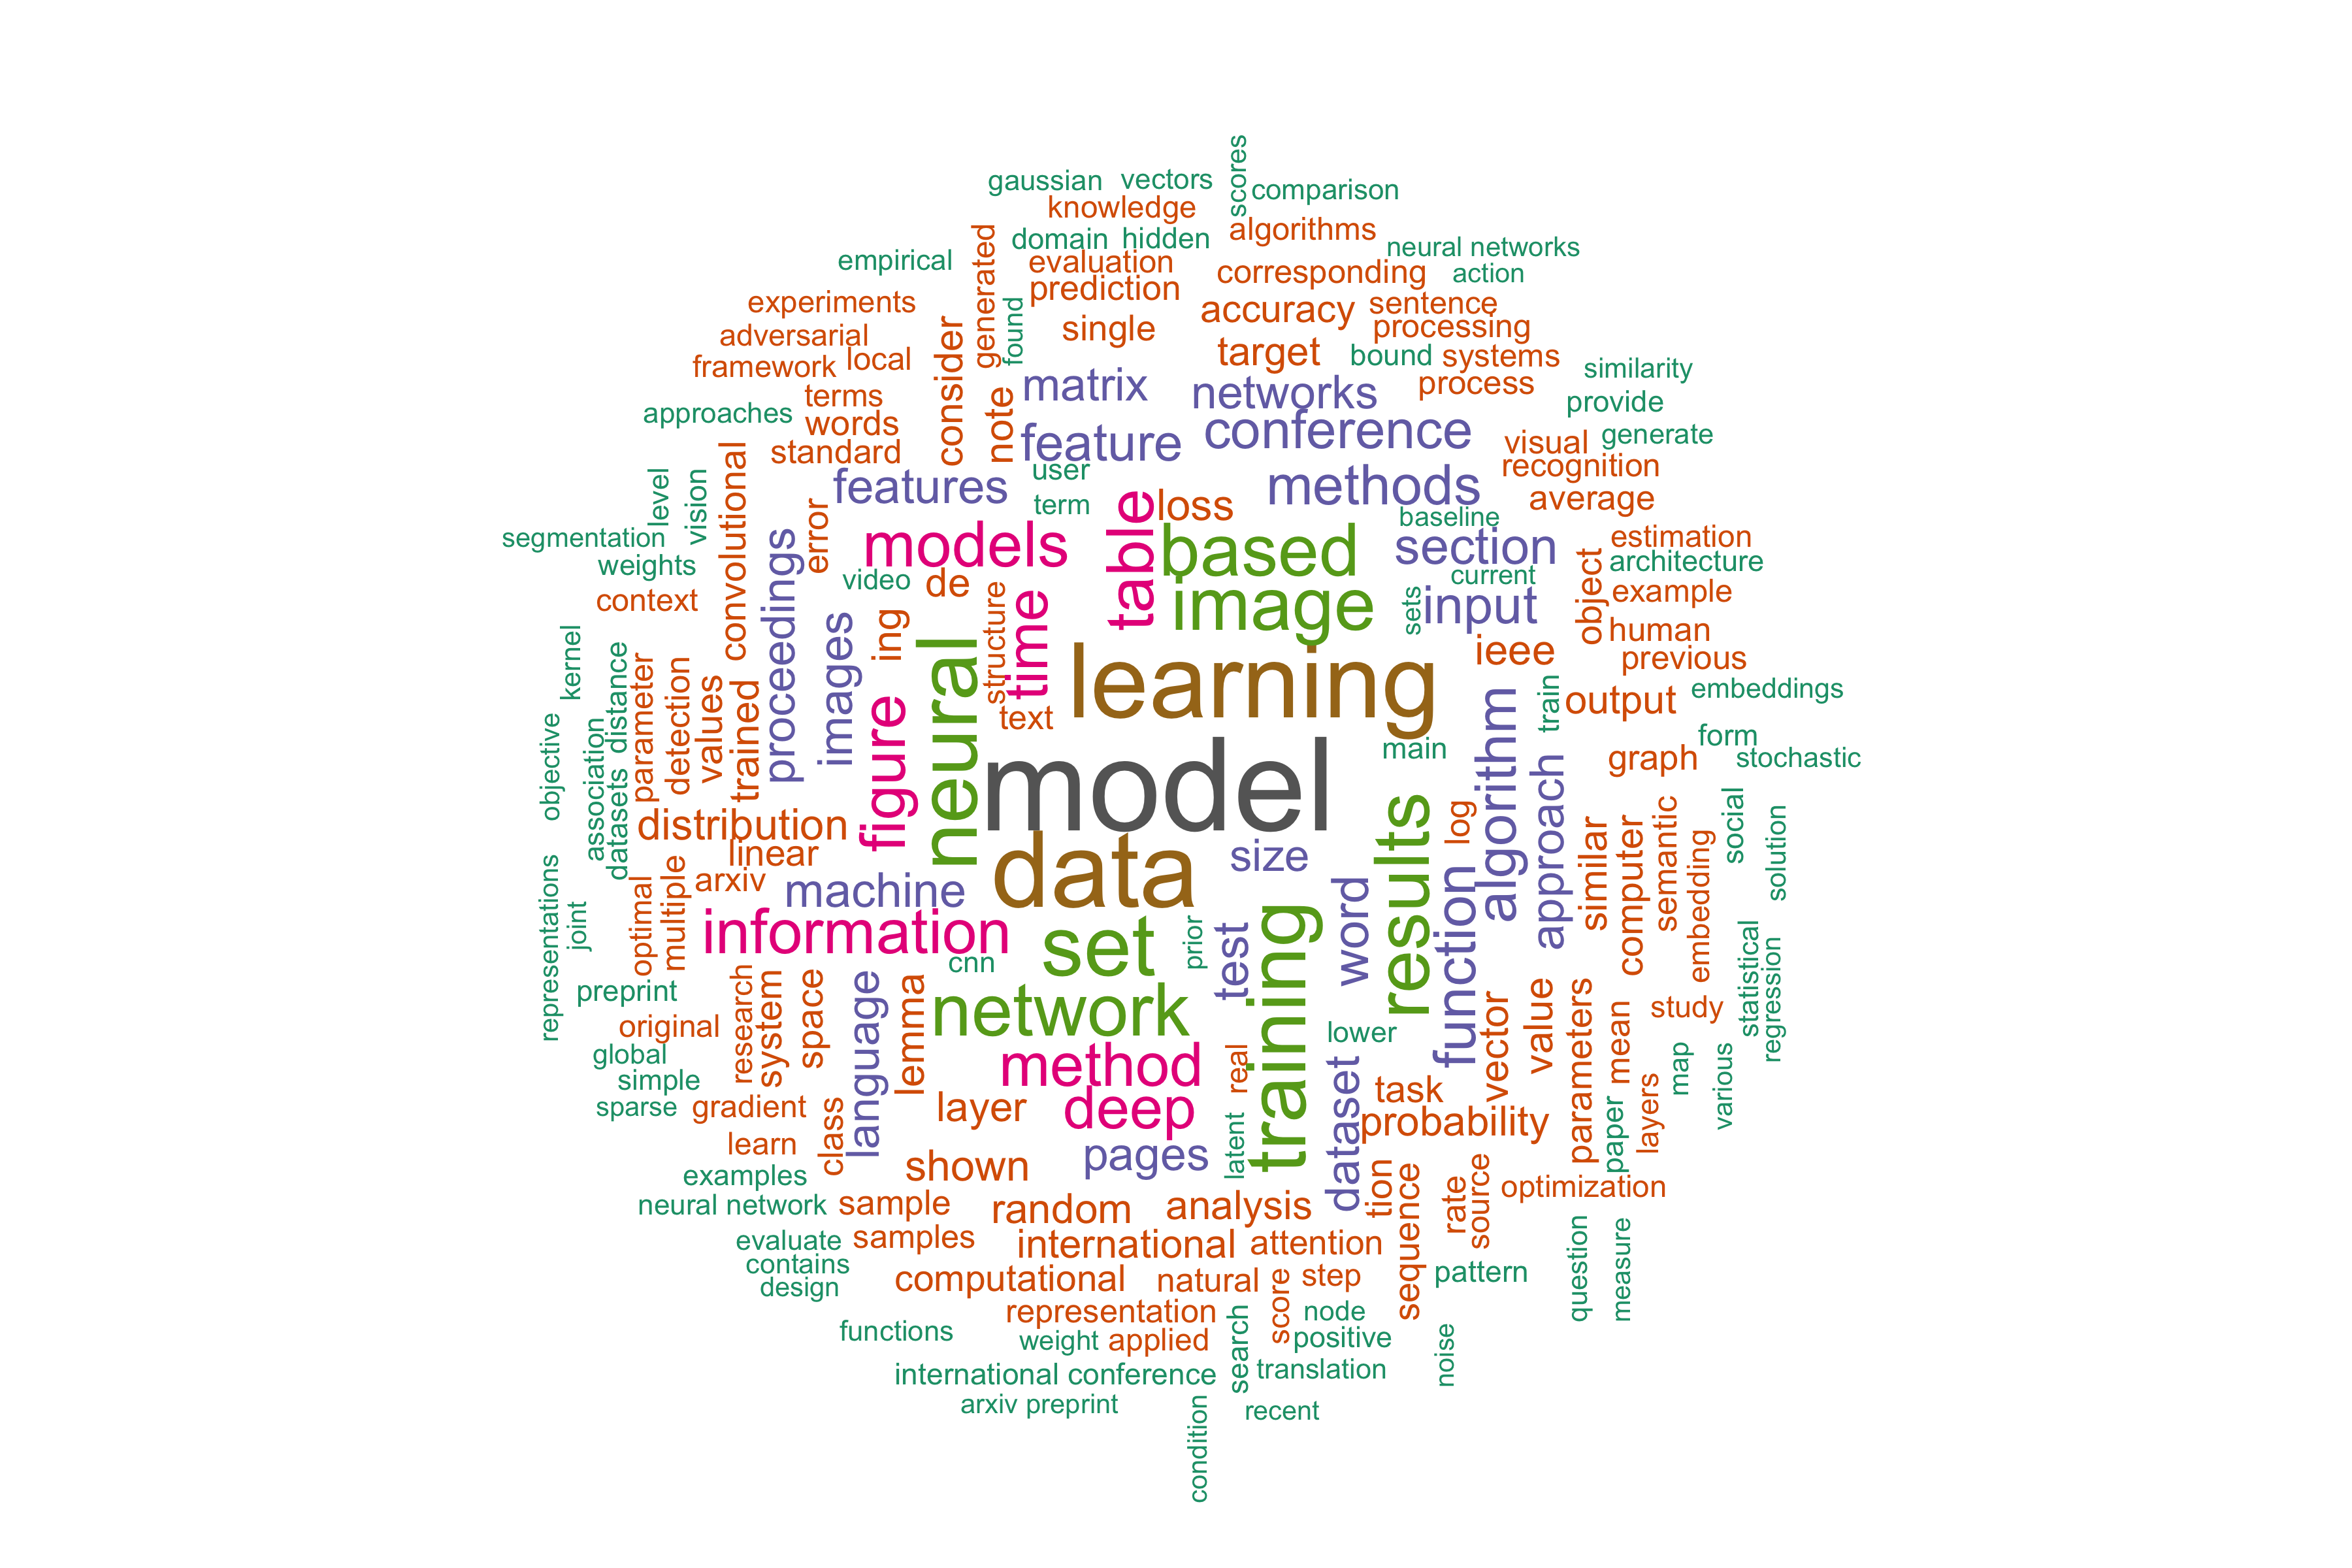 scores
gaussian
vectors
comparison
knowledge
algorithms
domain
hidden
neural networks
empirical
generated
evaluation
corresponding
action
prediction
experiments
found
accuracy
sentence
adversarial
single
processing
framework
local
consider
target
bound
systems
similarity
terms
note
matrix
networks
process
provide
approaches
words
feature
conference
visual
generate
standard
user
recognition
level
vision
convolutional
features
term
table
loss
methods
average
segmentation
error
models
based
baseline
section
estimation
weights
proceedings
video
de
image
current
object
architecture
context
images
ing
structure
time
sets
input
example
kernel
distance
neural
learning
ieee
human
previous
parameter
detection
values
trained
figure
text
train
output
embeddings
objective
association
datasets
model
main
algorithm
approach
graph
form
stochastic
distribution
linear
data
size
results
log
similar
computer
semantic
social
solution
representations
joint
optimal
multiple
arxiv
machine
word
function
embedding
information
set
cnn
prior
test
training
statistical
regression
preprint
research
system
space
language
lemma
network
lower
vector
value
parameters
mean
study
original
global
simple
sparse
gradient
method
real
dataset
task
probability
paper
layers
map
various
learn
class
layer
deep
latent
pages
shown
examples
neural network
sample
random
analysis
tion
sequence
rate
source
optimization
evaluate
samples
international
attention
question
measure
contains
design
computational
natural
score
step
pattern
representation
node
functions
weight
applied
search
positive
noise
international conference
translation
arxiv preprint
condition
recent